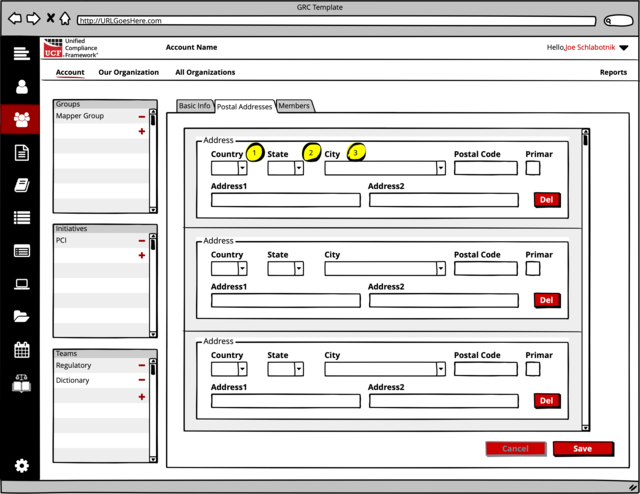 GRC Template
http://URLGoesHere.com
UCF
Unified
Compliance
Framework™
Account Name
Hello, Joe Schlabotnik
Account Our Organization All Organizations Reports
Groups
Mapper Group
Initiatives
PCI
Teams
Regulatory
Dictionary
Basic Info Postal Addresses Members
Address
Country 1 State 2 City 3 Postal Code Primar
Address1 Address2
Del
Address
Country State City Postal Code Primar
Address1 Address2
Del
Address
Country State City Postal Code Primar
Address1 Address2
Del
Cancel Save